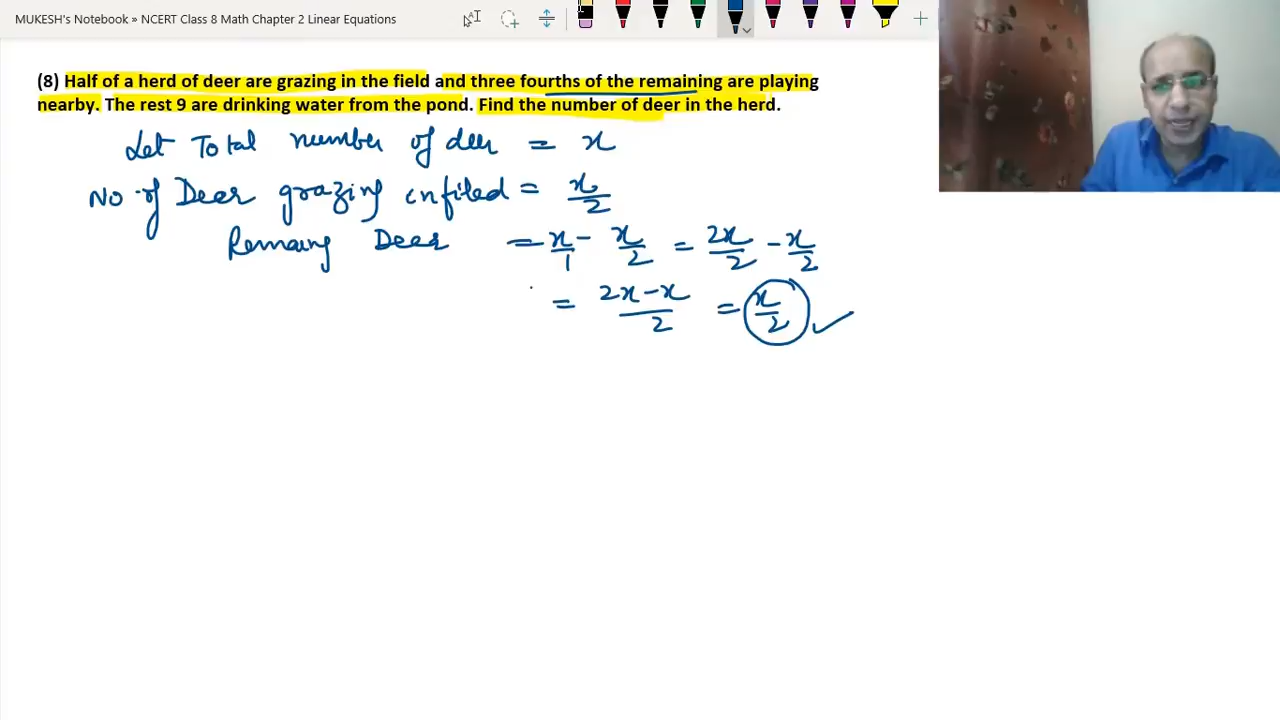 MUKESH's Notebook » NCERT Class 8 Math Chapter 2 Linear Equations
(8) Half of a herd of deer are grazing in the field and three fourths of the remaining are playing
nearby. The rest 9 are drinking water from the pond. Find the number of deer in the herd.
Let Total number of deer = x
No of Deer grazing in filed = x/2
Remaing Deer = x/1 - x/2 = 2x/2 - x/2
= 2x-x/2 = x/2 ✓